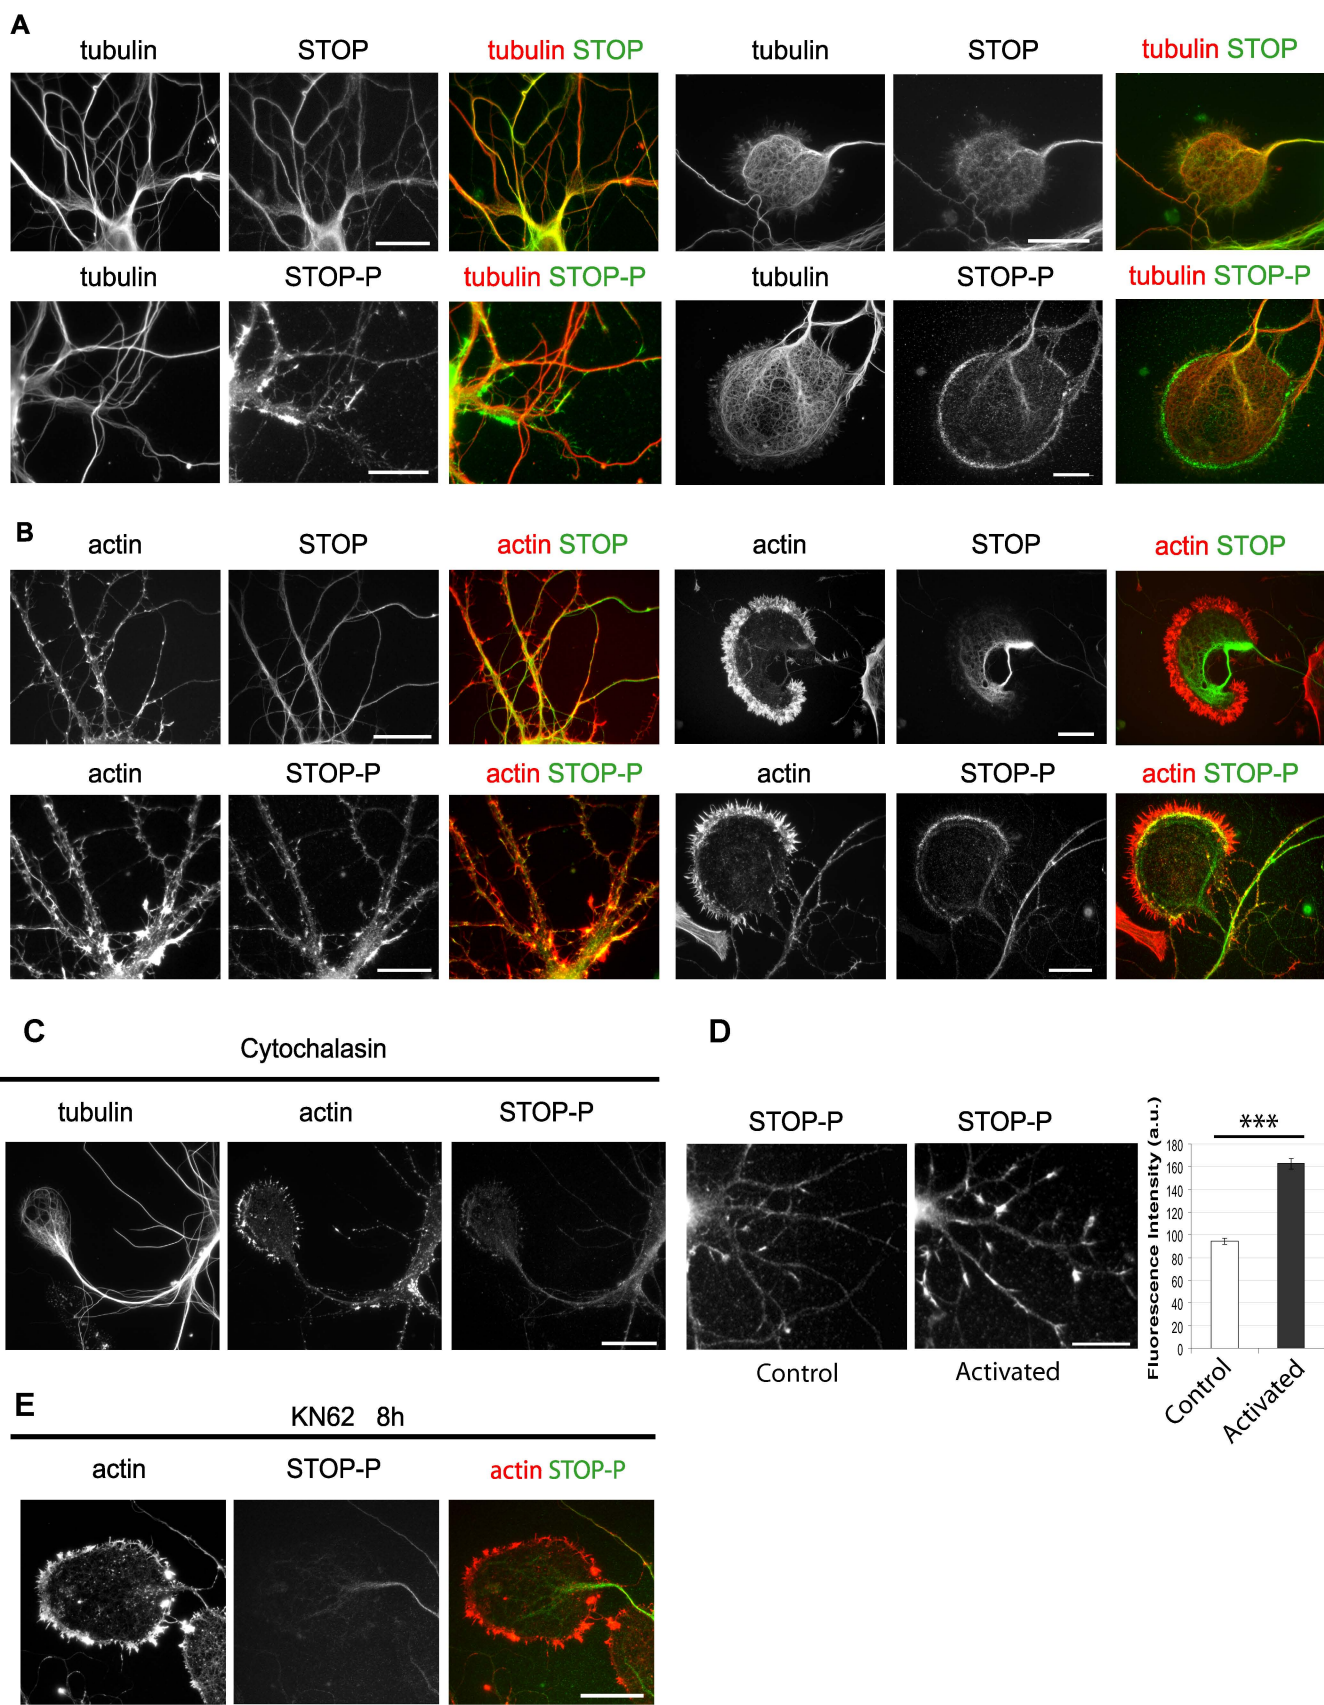 A
tubulin STOP tubulin STOP tubulin STOP tubulin STOP
tubulin STOP-P tubulin STOP-P tubulin STOP-P tubulin STOP-P
B
actin STOP actin STOP actin STOP actin STOP
actin STOP-P actin STOP-P actin STOP-P actin STOP-P
C
Cytochalasin
tubulin actin STOP-P
D
STOP-P STOP-P
Control Activated
Fluorescence Intensity (a.u.)
***
180
160
140
120
100
80
60
40
20
0
Control
Activated
E
KN62 8h
actin STOP-P actin STOP-P